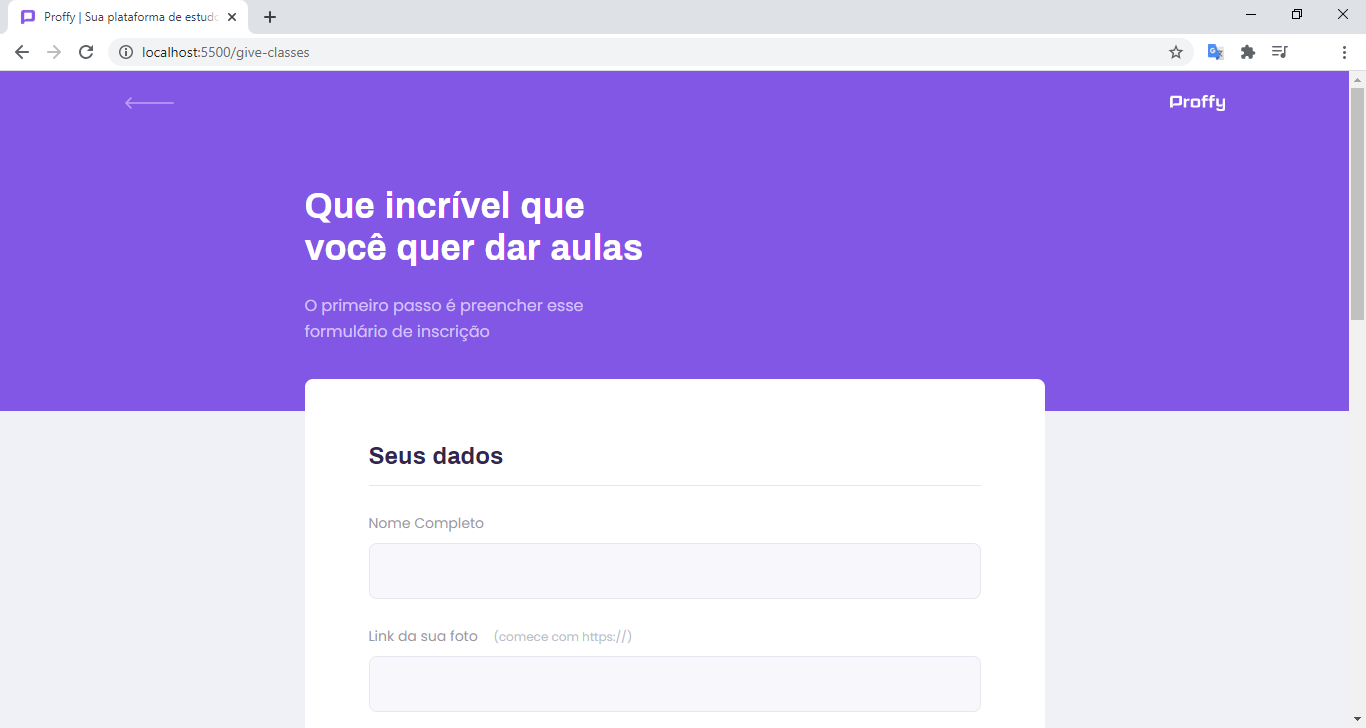 Proffy | Sua plataforma de estudo
localhost:5500/give-classes
Proffy
Que incrível que
você quer dar aulas
O primeiro passo é preencher esse
formulário de inscrição
Seus dados
Nome Completo
Link da sua foto (comece com https://)